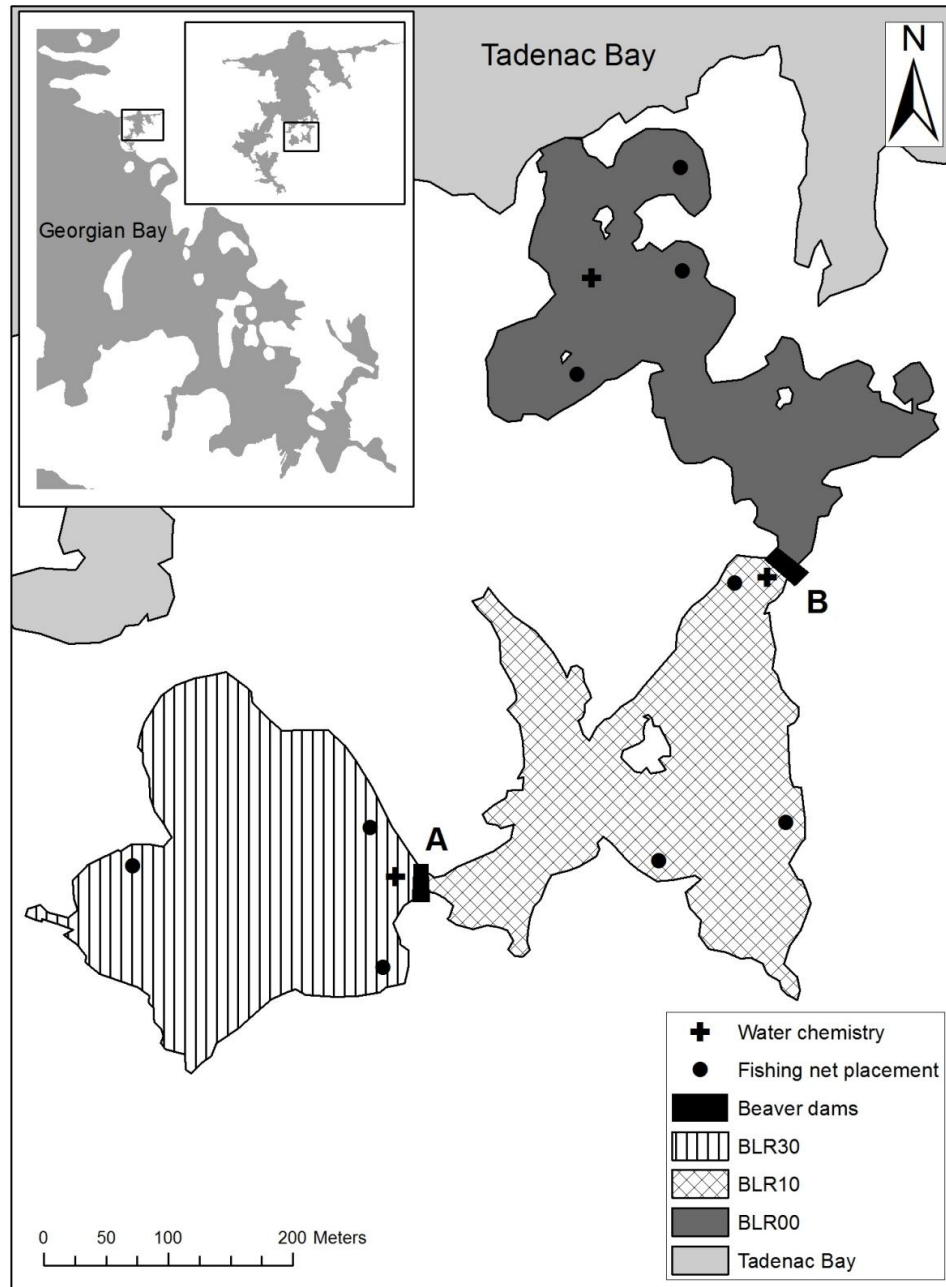 Tadenac Bay
N
Georgian Bay
B
A
Water chemistry
Fishing net placement
Beaver dams
BLR30
BLR10
BLR00
Tadenac Bay
0 50 100 200 Meters